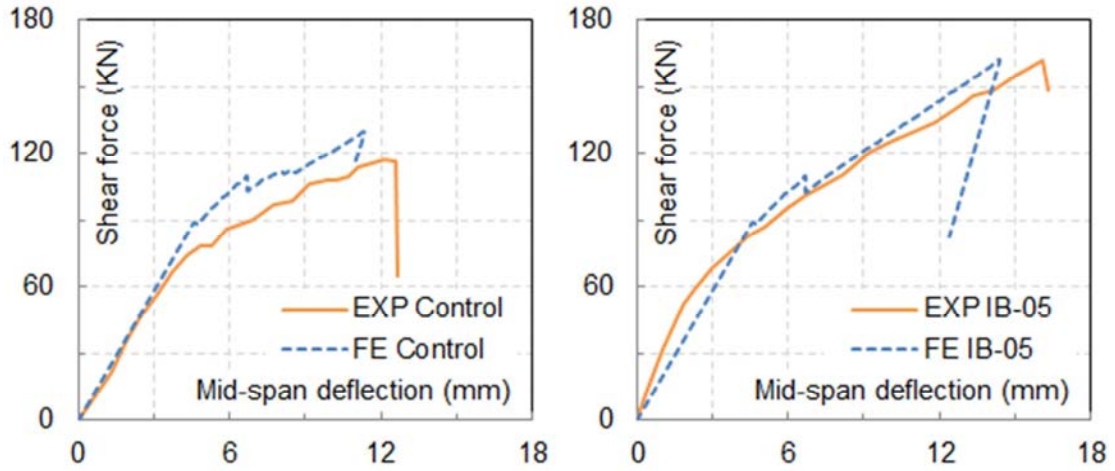 180
120
60
0
Shear force (KN)
EXP Control
FE Control
Mid-span deflection (mm)
0
6
12
18
180
120
60
0
Shear force (KN)
EXP IB-05
FE IB-05
Mid-span deflection (mm)
0
6
12
18